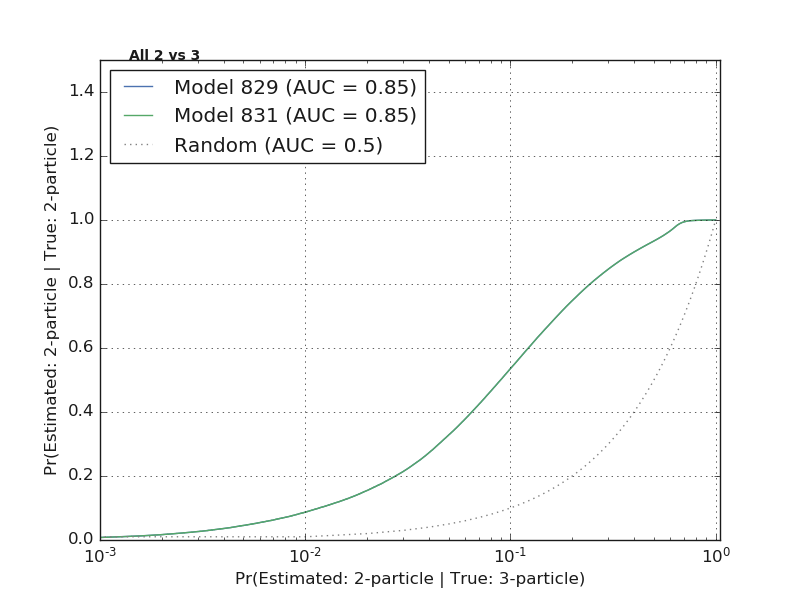 All 2 vs 3
Model 829 (AUC = 0.85)
Model 831 (AUC = 0.85)
Random (AUC = 0.5)
1.4
1.2
1.0
0.8
0.6
0.4
0.2
0.0
Pr(Estimated: 2-particle | True: 2-particle)
10^-3 10^-2 10^-1 10^0
Pr(Estimated: 2-particle | True: 3-particle)